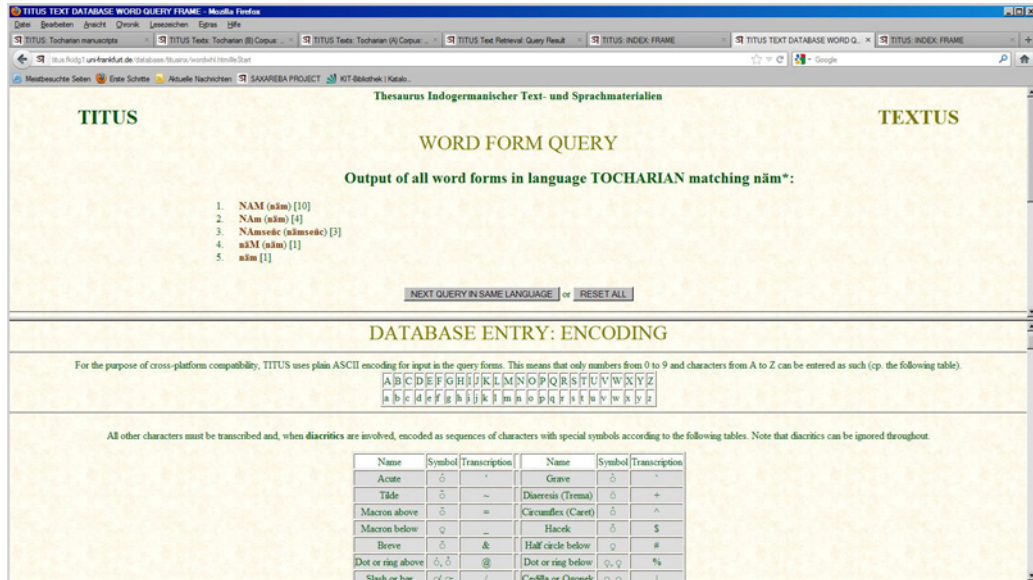 TITUS TEXT DATABASE WORD QUERY FRAME - Mozilla Firefox
Datei Bearbeiten Ansicht Chronik Lesezeichen Extras Hilfe
TITUS: Tocharian manuscripts TITUS Texts: Tocharian (B) Corpus: ... TITUS Texts: Tocharian (A) Corpus: ... TITUS Text Retrieval: Query Result TITUS: INDEX: FRAME TITUS TEXT DATABASE WORD Q... TITUS: INDEX: FRAME
Google
Meistbesuchte Seiten Erste Schritte Aktuelle Nachrichten SAXAREBA PROJECT KIT-Bibliothek | Katalo...
Thesaurus Indogermanischer Text- und Sprachmaterialien
TITUS TEXTUS
WORD FORM QUERY
Output of all word forms in language TOCHARIAN matching näm*:
1. NAM (näm) [10]
2. NAm (näm) [4]
3. NAmseñc (nämseñc) [3]
4. näM (näm) [1]
5. näm [1]
NEXT QUERY IN SAME LANGUAGE or RESET ALL
DATABASE ENTRY: ENCODING
For the purpose of cross-platform compatibility, TITUS uses plain ASCII encoding for input in the query forms. This means that only numbers from 0 to 9 and characters from A to Z can be entered as such (cp. the following table).
A B C D E F G H I J K L M N O P Q R S T U V W X Y Z
a b c d e f g h i j k l m n o p q r s t u v w x y z
All other characters must be transcribed and, when diacritics are involved, encoded as sequences of characters with special symbols according to the following tables. Note that diacritics can be ignored throughout.
Name Symbol Transcription Name Symbol Transcription
Acute Grave
Tilde ~ Diaeresis (Trema) +
Macron above = Circumflex (Caret) ^
Macron below _ Hacek $
Breve & Half circle below #
Dot or ring above @ Dot or ring below %
Slash or bar / Cedilla or Ogonek